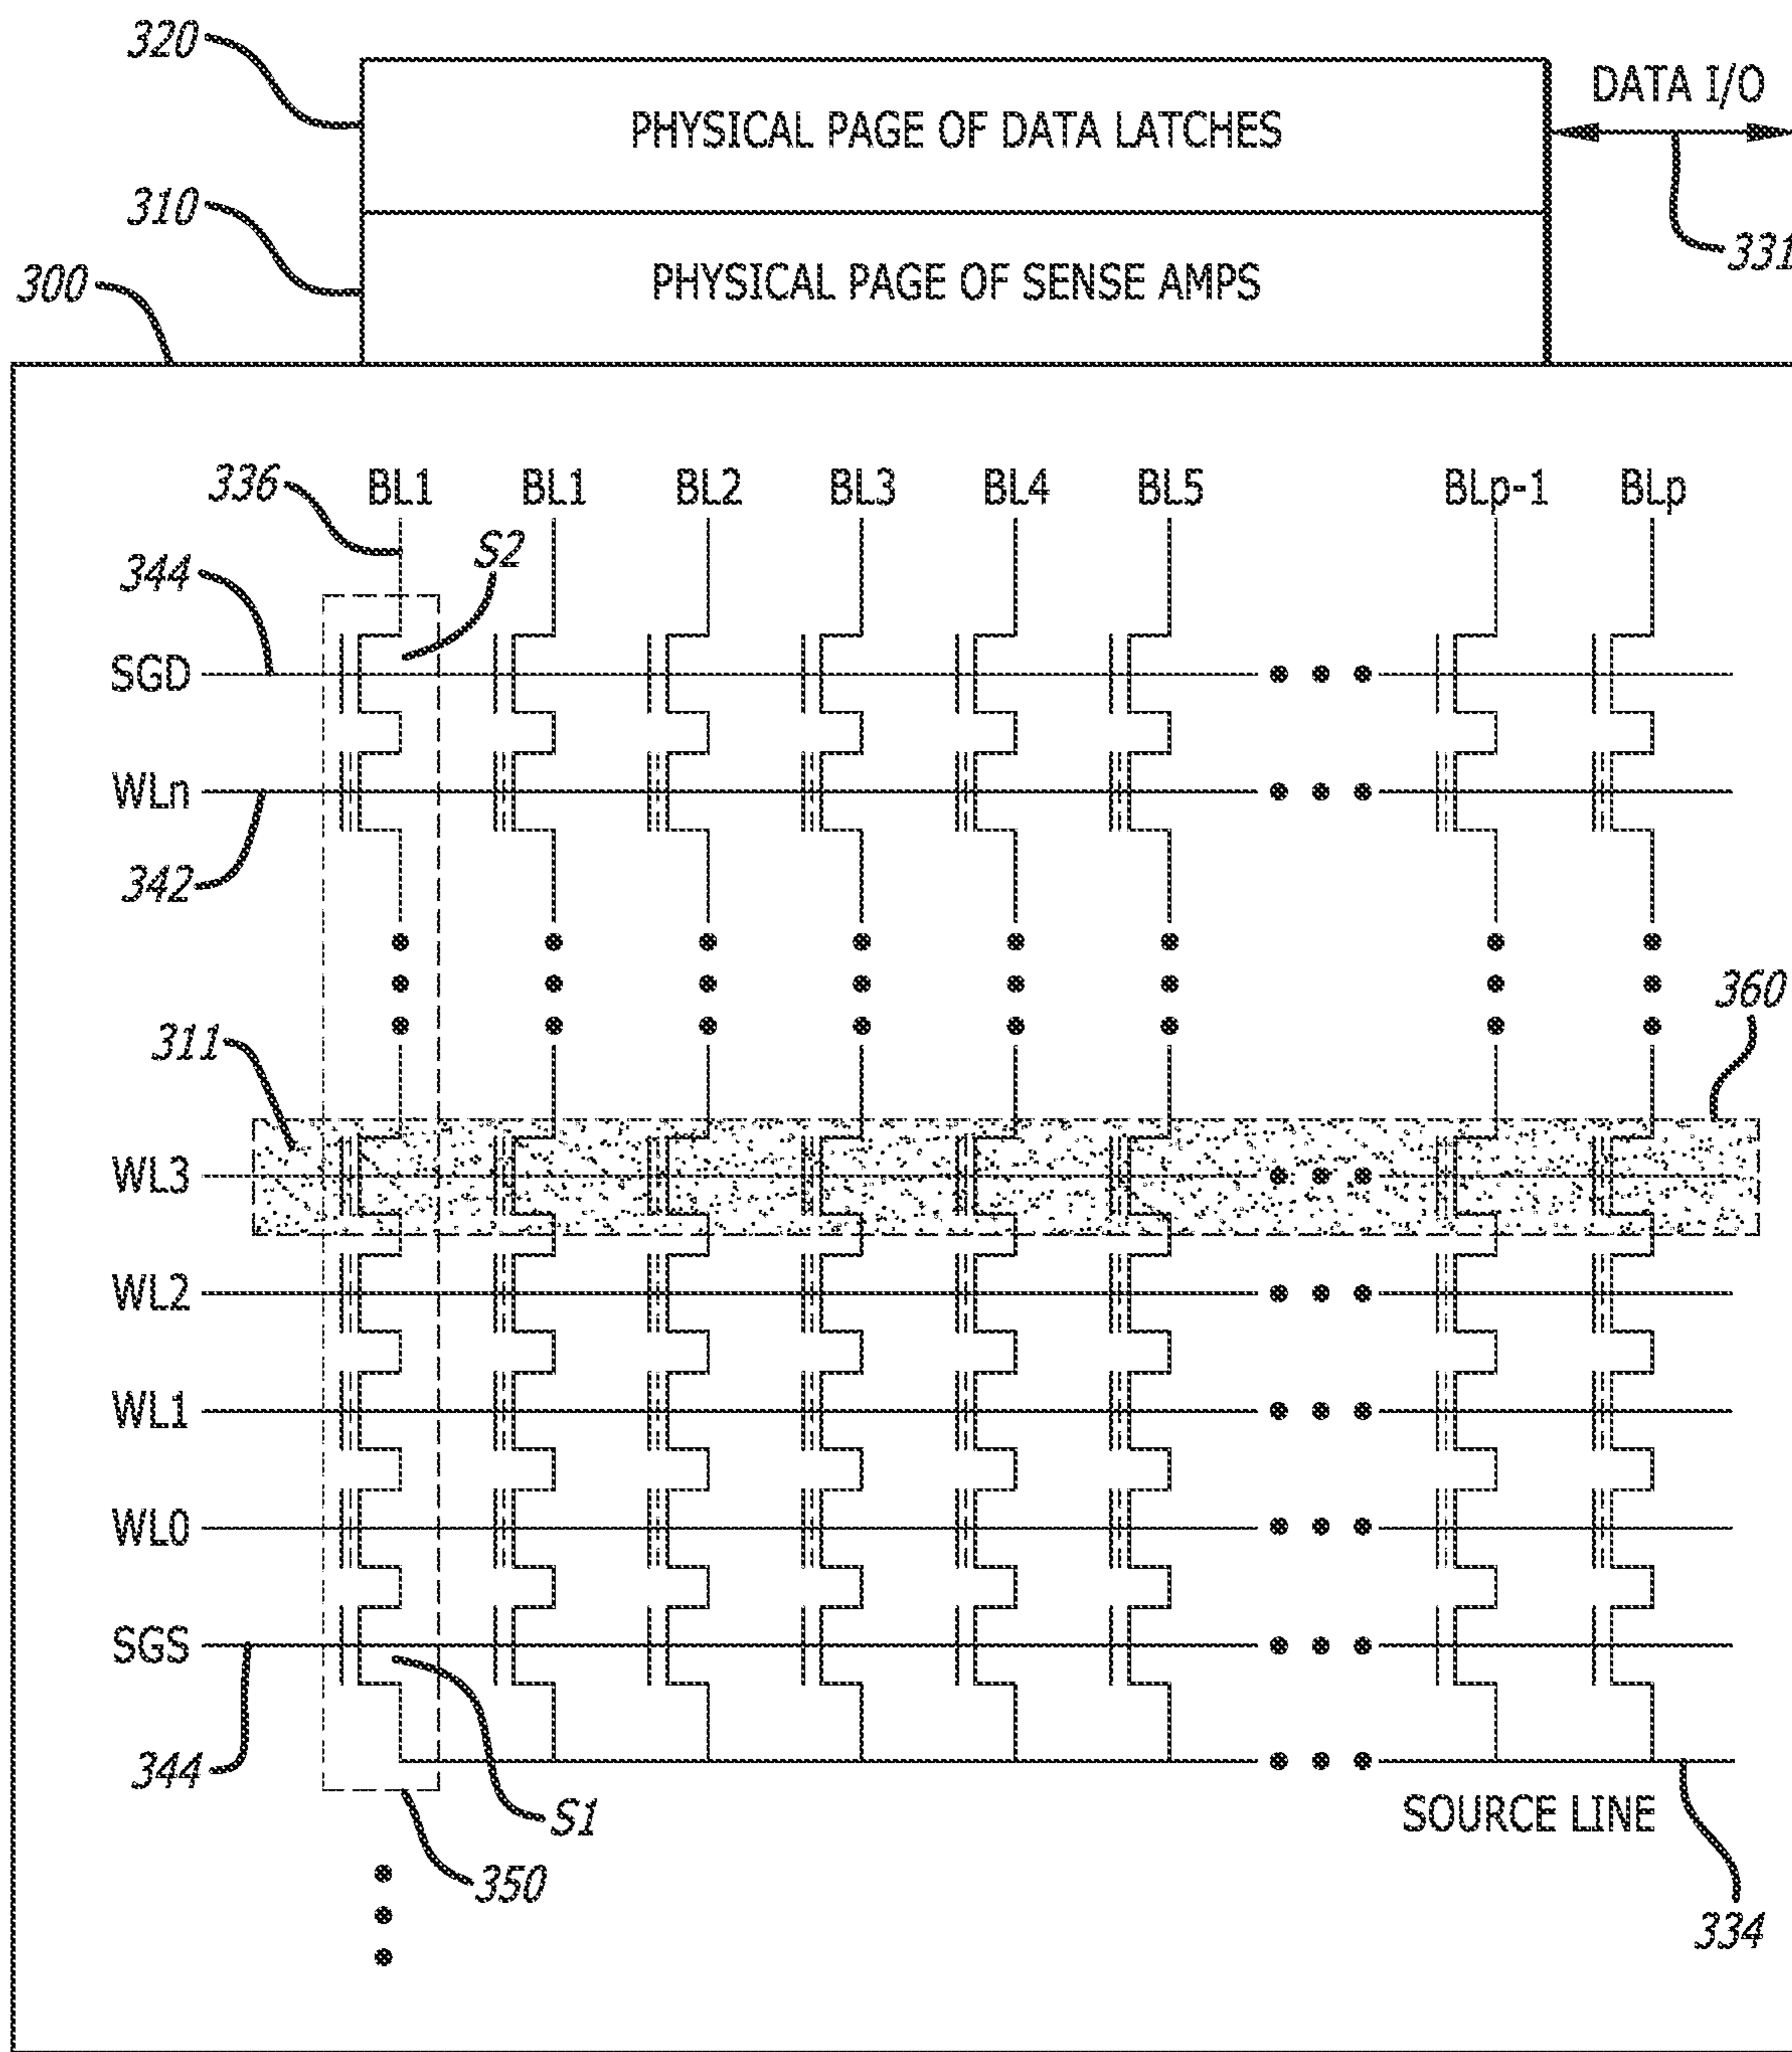 320
DATA I/O
PHYSICAL PAGE OF DATA LATCHES
310
331
PHYSICAL PAGE OF SENSE AMPS
300
336 BL1 BL1 BL2 BL3 BL4 BL5 BLp-1 BLp
S2
344
SGD
WLn
342
360
311
WL3
WL2
WL1
WL0
SGS
344
S1
SOURCE LINE
350
334